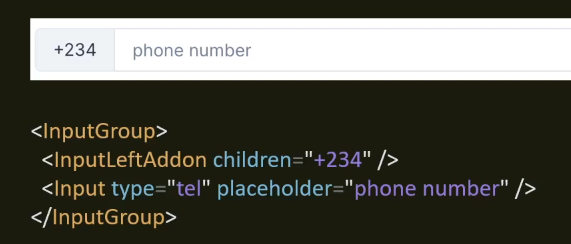 +234 phone number
<InputGroup>
<InputLeftAddon children="+234" />
<Input type="tel" placeholder="phone number" />
</InputGroup>